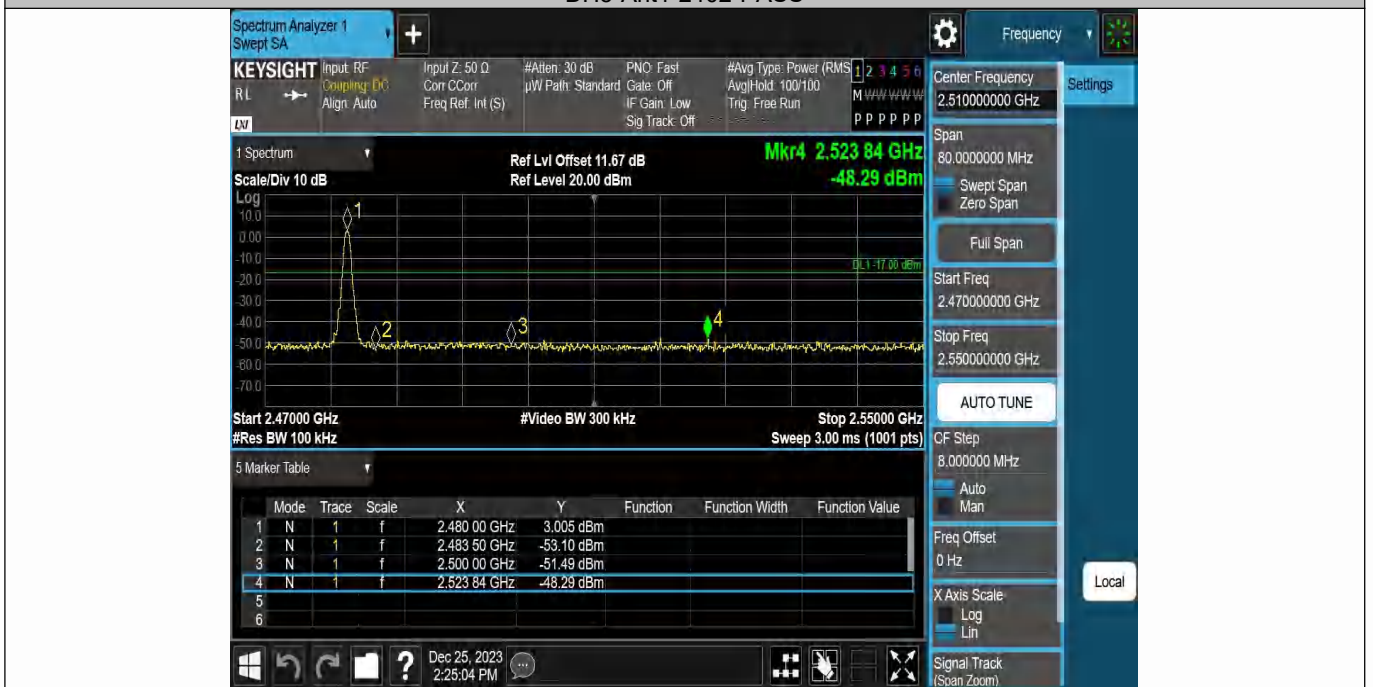 Spectrum Analyzer 1
Swept SA
+
Frequency
KEYSIGHT
RL
LXI
Input: RF
Coupling: DC
Align: Auto
Input Z: 50 Ω
Corr CCorr
Freq Ref: Int (S)
#Atten: 30 dB
µW Path: Standard
PNO: Fast
Gate: Off
IF Gain: Low
Sig Track: Off
#Avg Type: Power (RMS
Avg|Hold: 100/100
Trig: Free Run
1 2 3 4 5 6
M W W W W W
P P P P P P
Center Frequency
2.510000000 GHz
Settings
1 Spectrum
Scale/Div 10 dB
Ref Lvl Offset 11.67 dB
Ref Level 20.00 dBm
Mkr4 2.523 84 GHz
-48.29 dBm
Span
80.0000000 MHz
Swept Span
Zero Span
Full Span
Start Freq
2.470000000 GHz
Stop Freq
2.550000000 GHz
AUTO TUNE
Log
10.0
0.00
-10.0
-20.0
-30.0
-40.0
-50.0
-60.0
-70.0
1
2
3
4
DL1 -17.00 dBm
Start 2.47000 GHz
#Res BW 100 kHz
#Video BW 300 kHz
Stop 2.55000 GHz
Sweep 3.00 ms (1001 pts)
CF Step
8.000000 MHz
Auto
Man
Freq Offset
0 Hz
X Axis Scale
Log
Lin
Signal Track
(Span Zoom)
Local
5 Marker Table
Mode Trace Scale X Y Function Function Width Function Value
1 N 1 f 2.480 00 GHz 3.005 dBm
2 N 1 f 2.483 50 GHz -53.10 dBm
3 N 1 f 2.500 00 GHz -51.49 dBm
4 N 1 f 2.523 84 GHz -48.29 dBm
5
6
?
Dec 25, 2023
2:25:04 PM